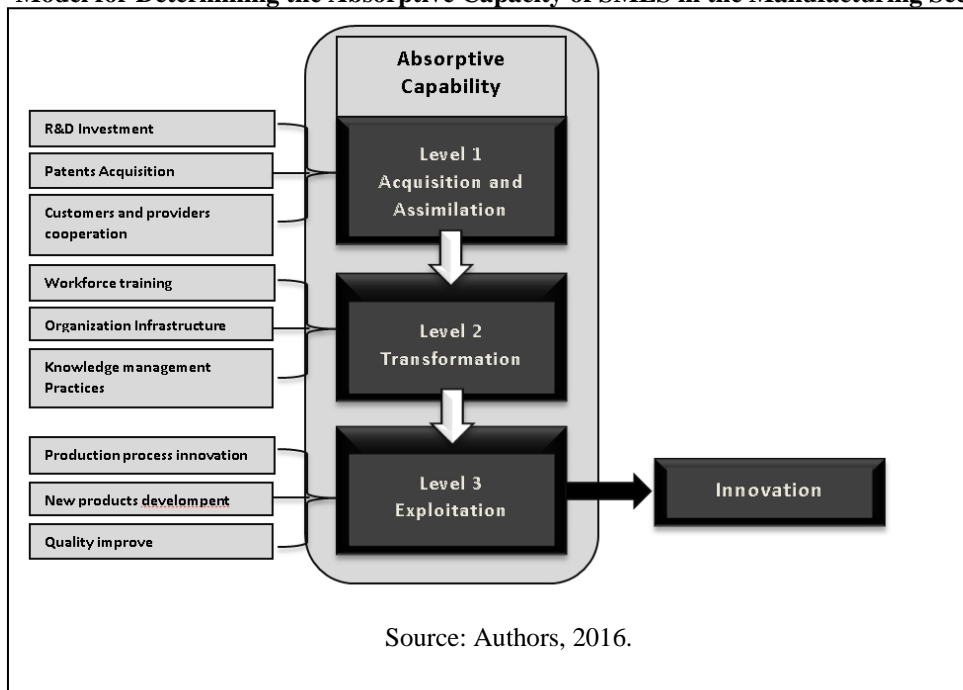 Model for Determining the Absorptive Capacity of SMES in the Manufacturing Sec
Absorptive
Capability
R&D Investment
Patents Acquisition
Customers and providers
cooperation
Level 1
Acquisition and
Assimilation
Workforce training
Organization Infrastructure
Knowledge management
Practices
Level 2
Transformation
Production process innovation
New products develompent
Quality improve
Level 3
Exploitation
Innovation
Source: Authors, 2016.